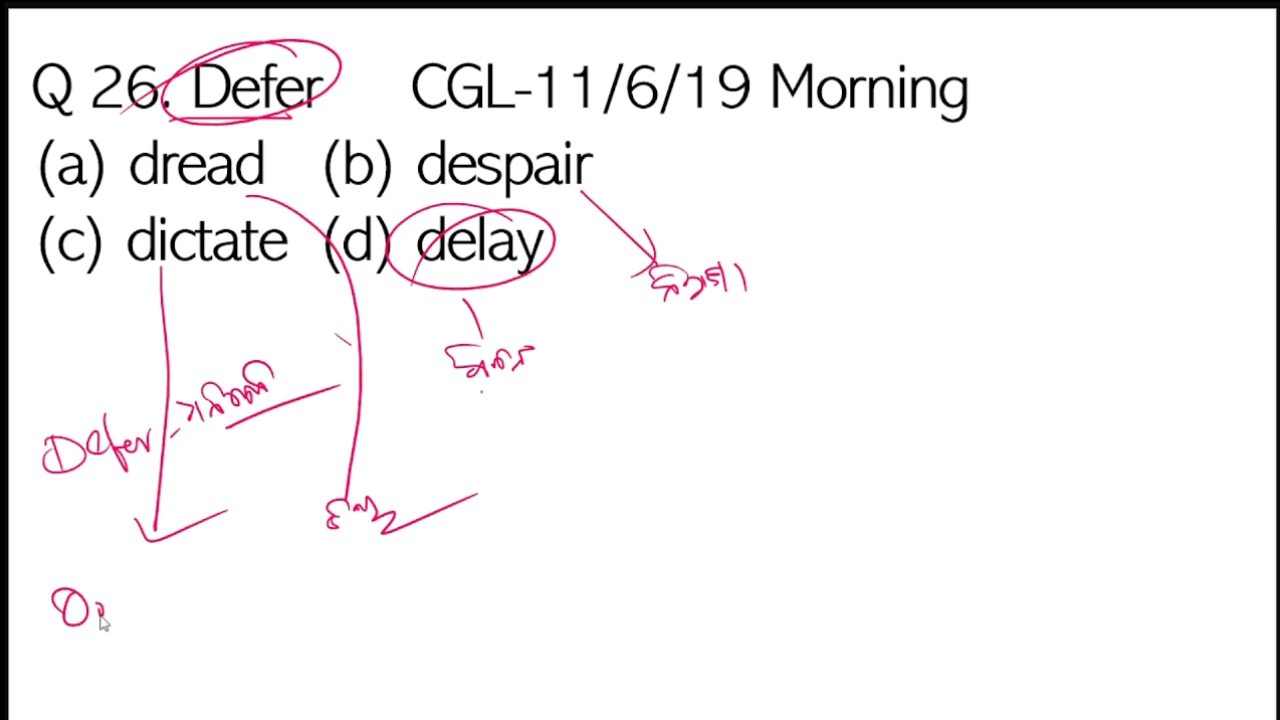 Q 26. Defer CGL-11/6/19 Morning
(a) dread (b) despair
(c) dictate (d) delay
Defer -